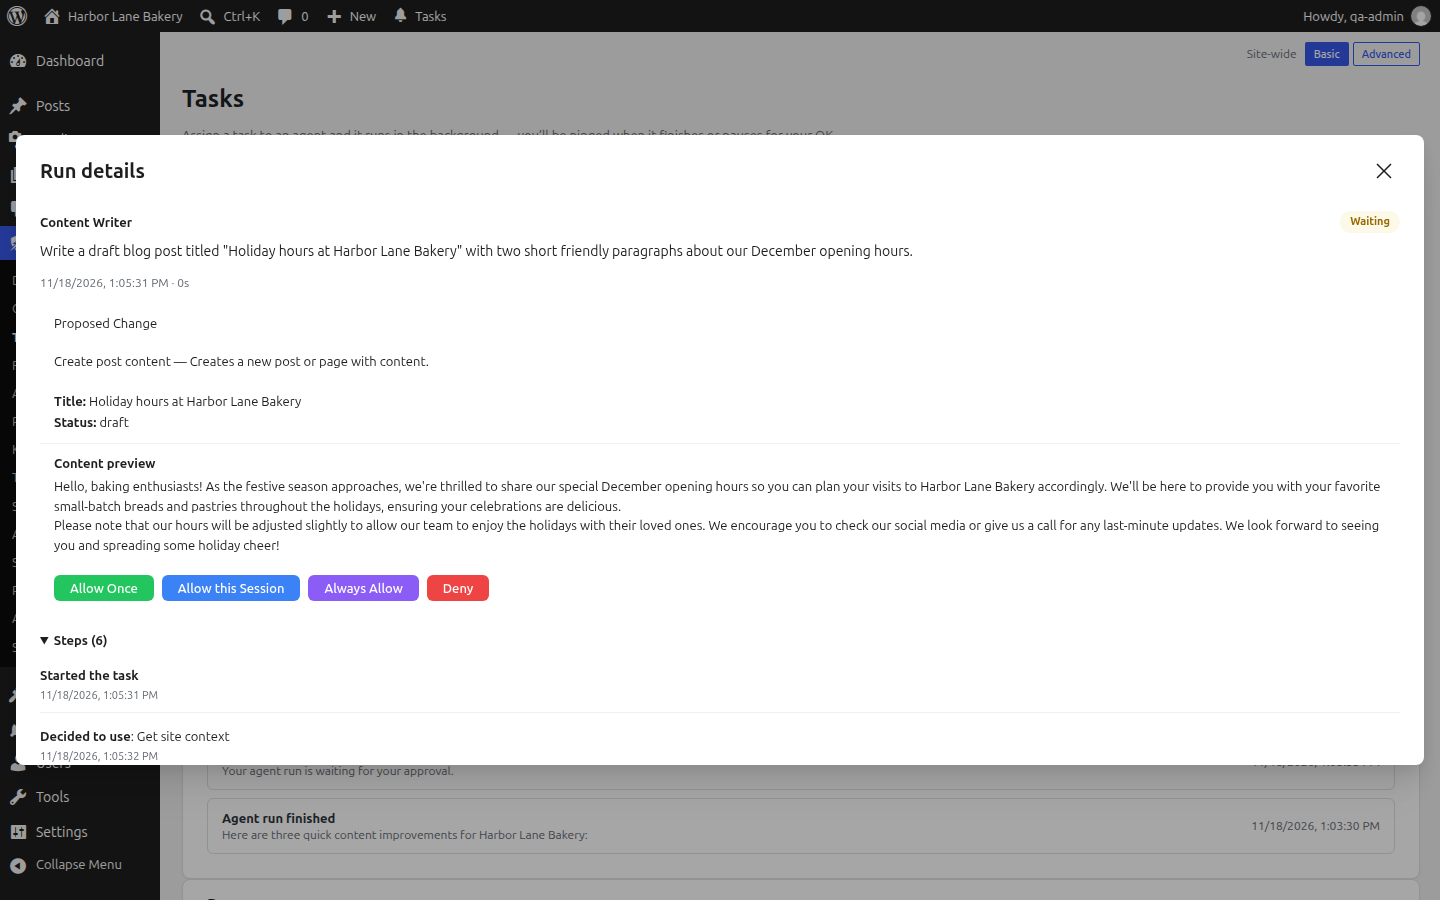 Harbor Lane Bakery Ctrl+K 0 New Tasks Howdy, qa-admin
Dashboard
Posts
Site-wide Basic Advanced
Tasks
Run details
Content Writer Waiting
Write a draft blog post titled "Holiday hours at Harbor Lane Bakery" with two short friendly paragraphs about our December opening hours.
11/18/2026, 1:05:31 PM · 0s
Proposed Change
Create post content — Creates a new post or page with content.
Title: Holiday hours at Harbor Lane Bakery
Status: draft
Content preview
Hello, baking enthusiasts! As the festive season approaches, we're thrilled to share our special December opening hours so you can plan your visits to Harbor Lane Bakery accordingly. We'll be here to provide you with your favorite
small-batch breads and pastries throughout the holidays, ensuring your celebrations are delicious.
Please note that our hours will be adjusted slightly to allow our team to enjoy the holidays with their loved ones. We encourage you to check our social media or give us a call for any last-minute updates. We look forward to seeing
you and spreading some holiday cheer!
Allow Once Allow this Session Always Allow Deny
Steps (6)
Started the task
11/18/2026, 1:05:31 PM
Decided to use: Get site context
11/18/2026, 1:05:32 PM
Users
Your agent run is waiting for your approval.
Tools
Agent run finished
Here are three quick content improvements for Harbor Lane Bakery:
11/18/2026, 1:03:30 PM
Settings
Collapse Menu